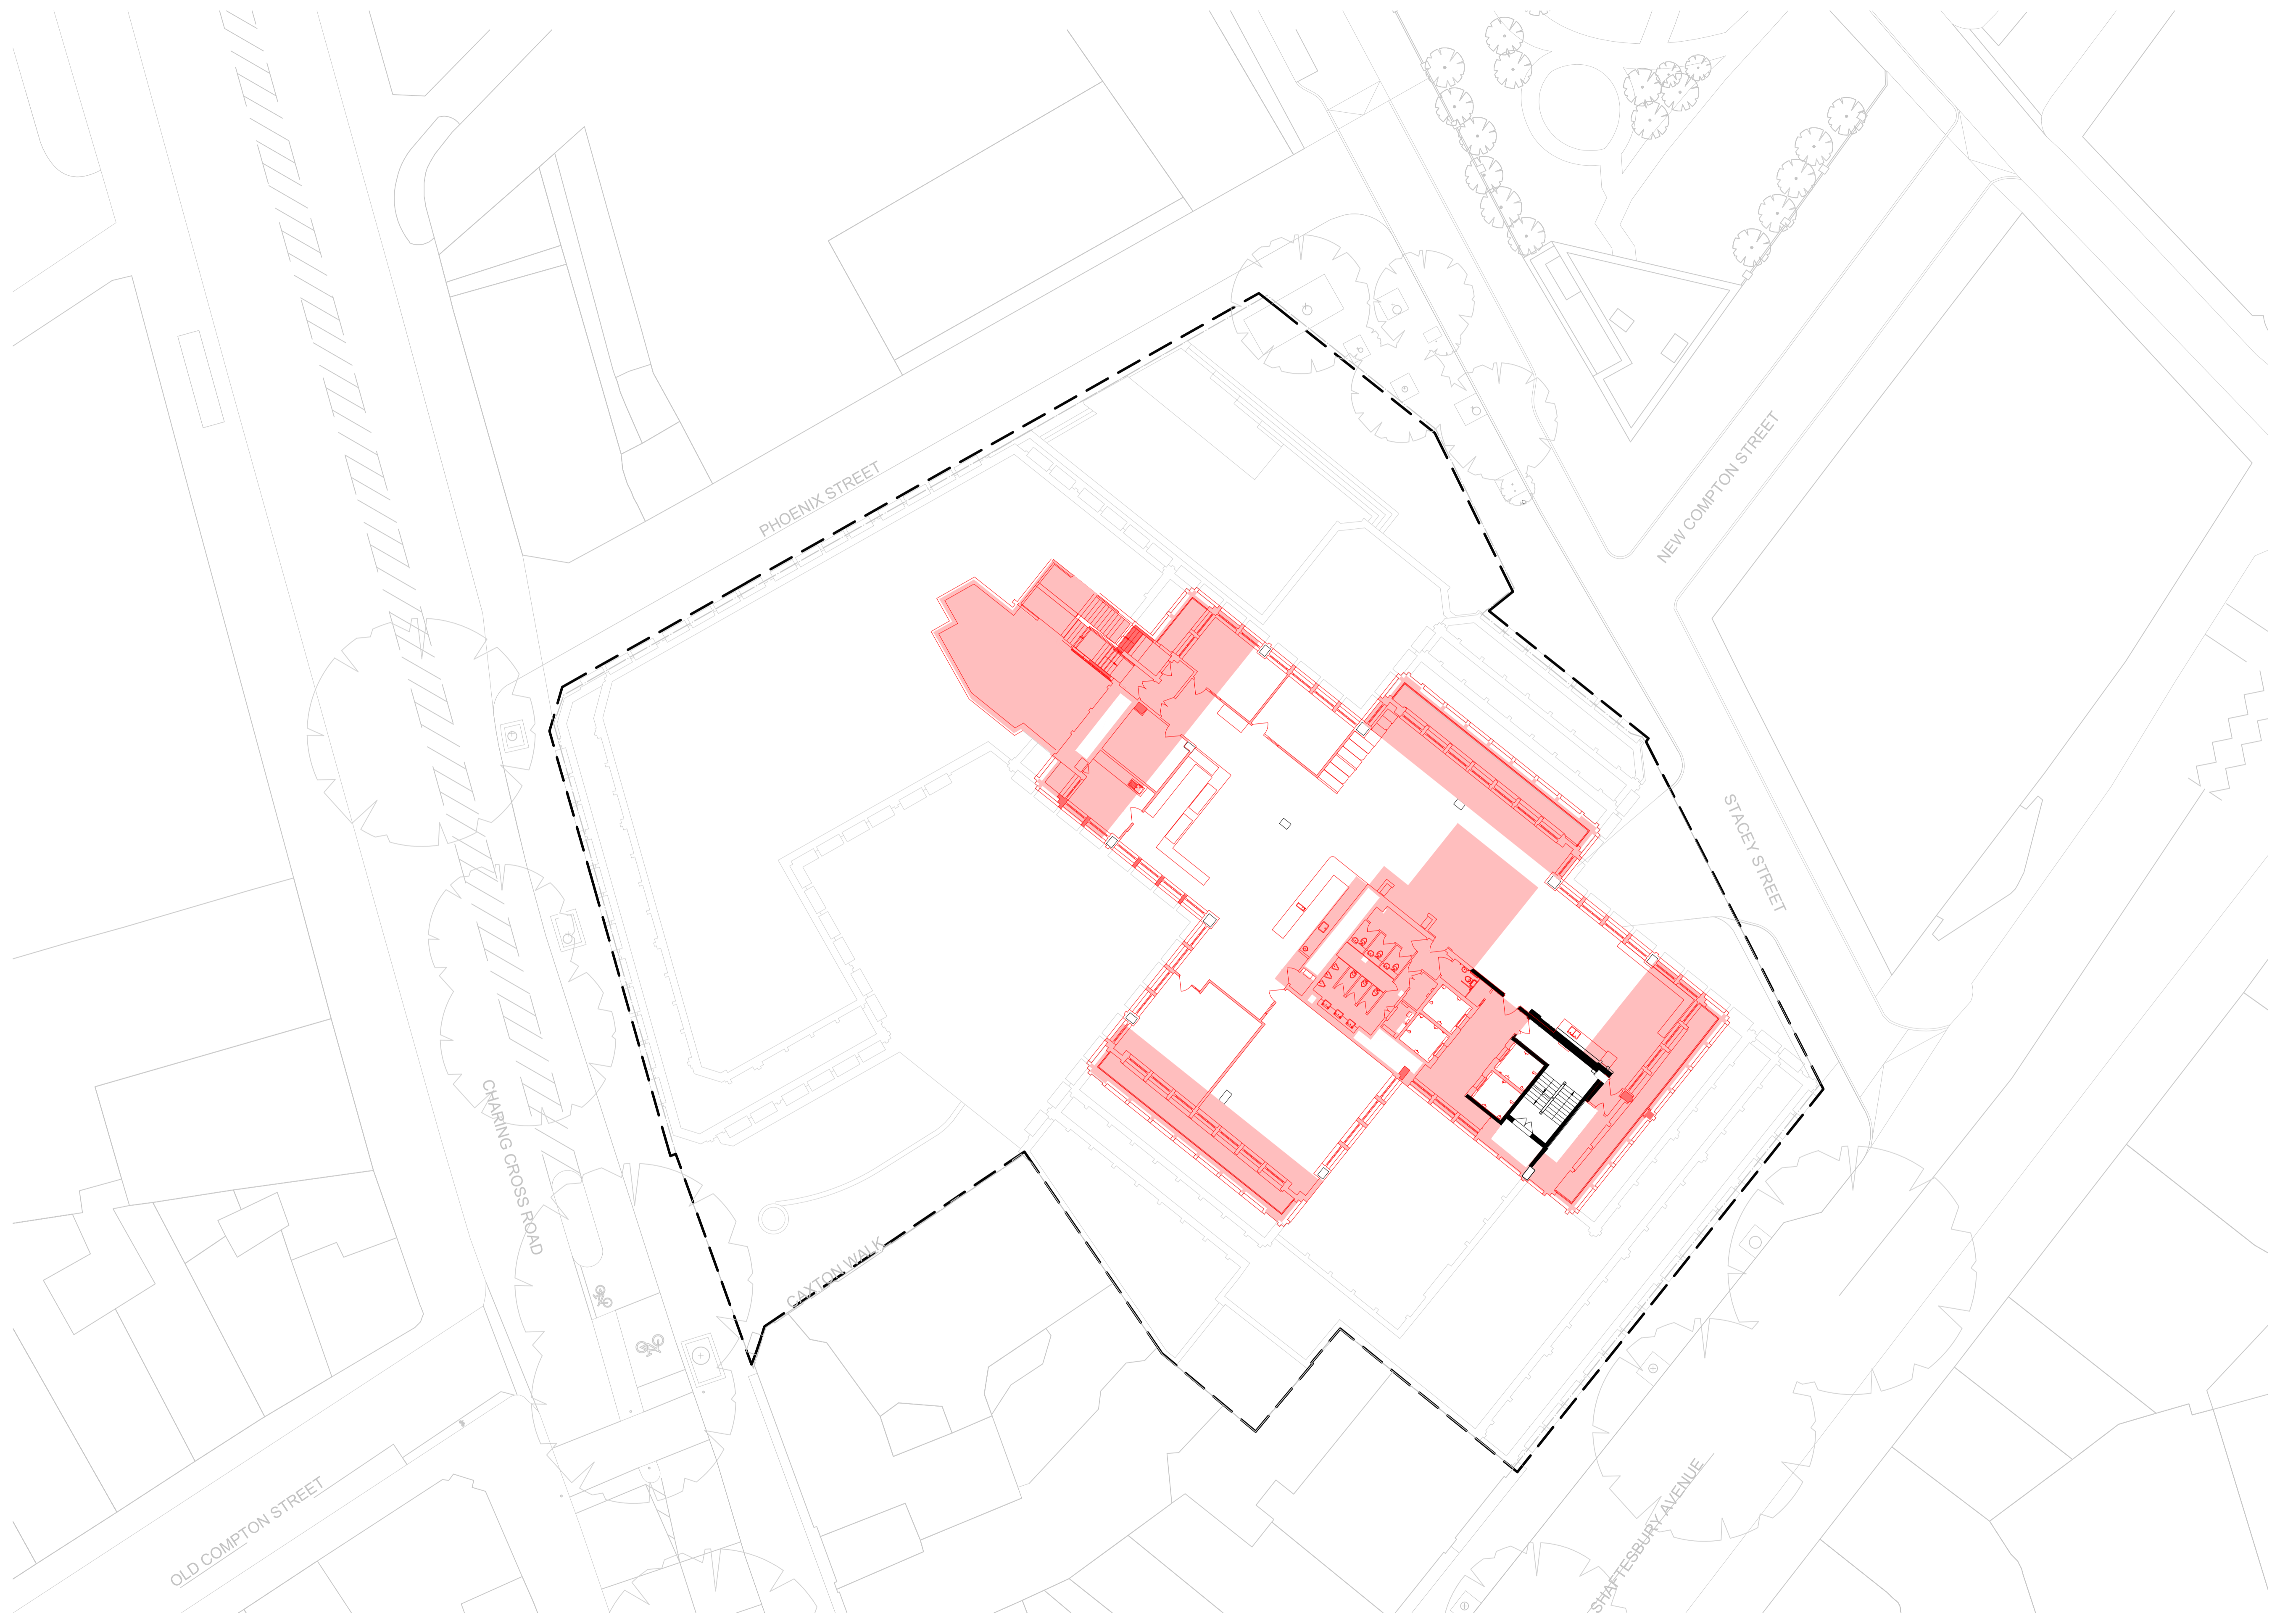 PHOENIX STREET
NEW COMPTON STREET
STACEY STREET
CHARING CROSS ROAD
CAXTON WALK
OLD COMPTON STREET
SHAFTESBURY AVENUE